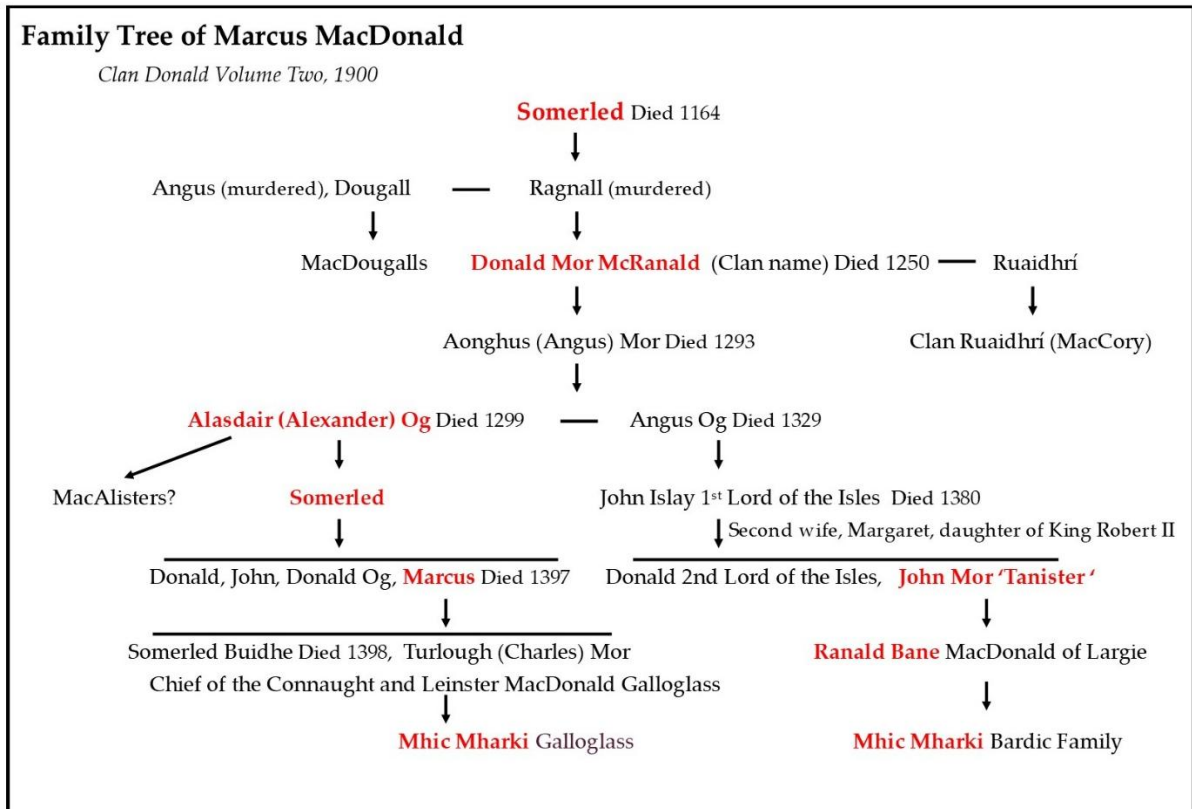 Family Tree of Marcus MacDonald
Clan Donald Volume Two, 1900
Somerled Died 1164
Angus (murdered), Dougall Ragnall (murdered)
MacDougalls Donald Mor McRanald (Clan name) Died 1250 Ruaidhrí
Aonghus (Angus) Mor Died 1293 Clan Ruaidhrí (MacCory)
Alasdair (Alexander) Og Died 1299 Angus Og Died 1329
MacAlisters? Somerled John Islay 1st Lord of the Isles Died 1380
Second wife, Margaret, daughter of King Robert II
Donald, John, Donald Og, Marcus Died 1397 Donald 2nd Lord of the Isles, John Mor ‘Tanister ‘
Somerled Buidhe Died 1398, Turlough (Charles) Mor Ranald Bane MacDonald of Largie
Chief of the Connaught and Leinster MacDonald Galloglass
Mhic Mharki Galloglass Mhic Mharki Bardic Family